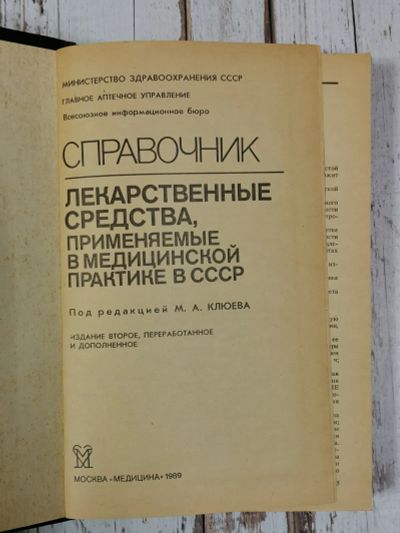 МИНИСТЕРСТВО ЗДРАВООХРАНЕНИЯ СССР
ГЛАВНОЕ АПТЕЧНОЕ УПРАВЛЕНИЕ
Всесоюзное информационное бюро
СПРАВОЧНИК
ЛЕКАРСТВЕННЫЕ
СРЕДСТВА,
ПРИМЕНЯЕМЫЕ
В МЕДИЦИНСКОЙ
ПРАКТИКЕ В СССР
Под редакцией М. А. КЛЮЕВА
ИЗДАНИЕ ВТОРОЕ, ПЕРЕРАБОТАННОЕ
И ДОПОЛНЕННОЕ
МОСКВА «МЕДИЦИНА» 1989